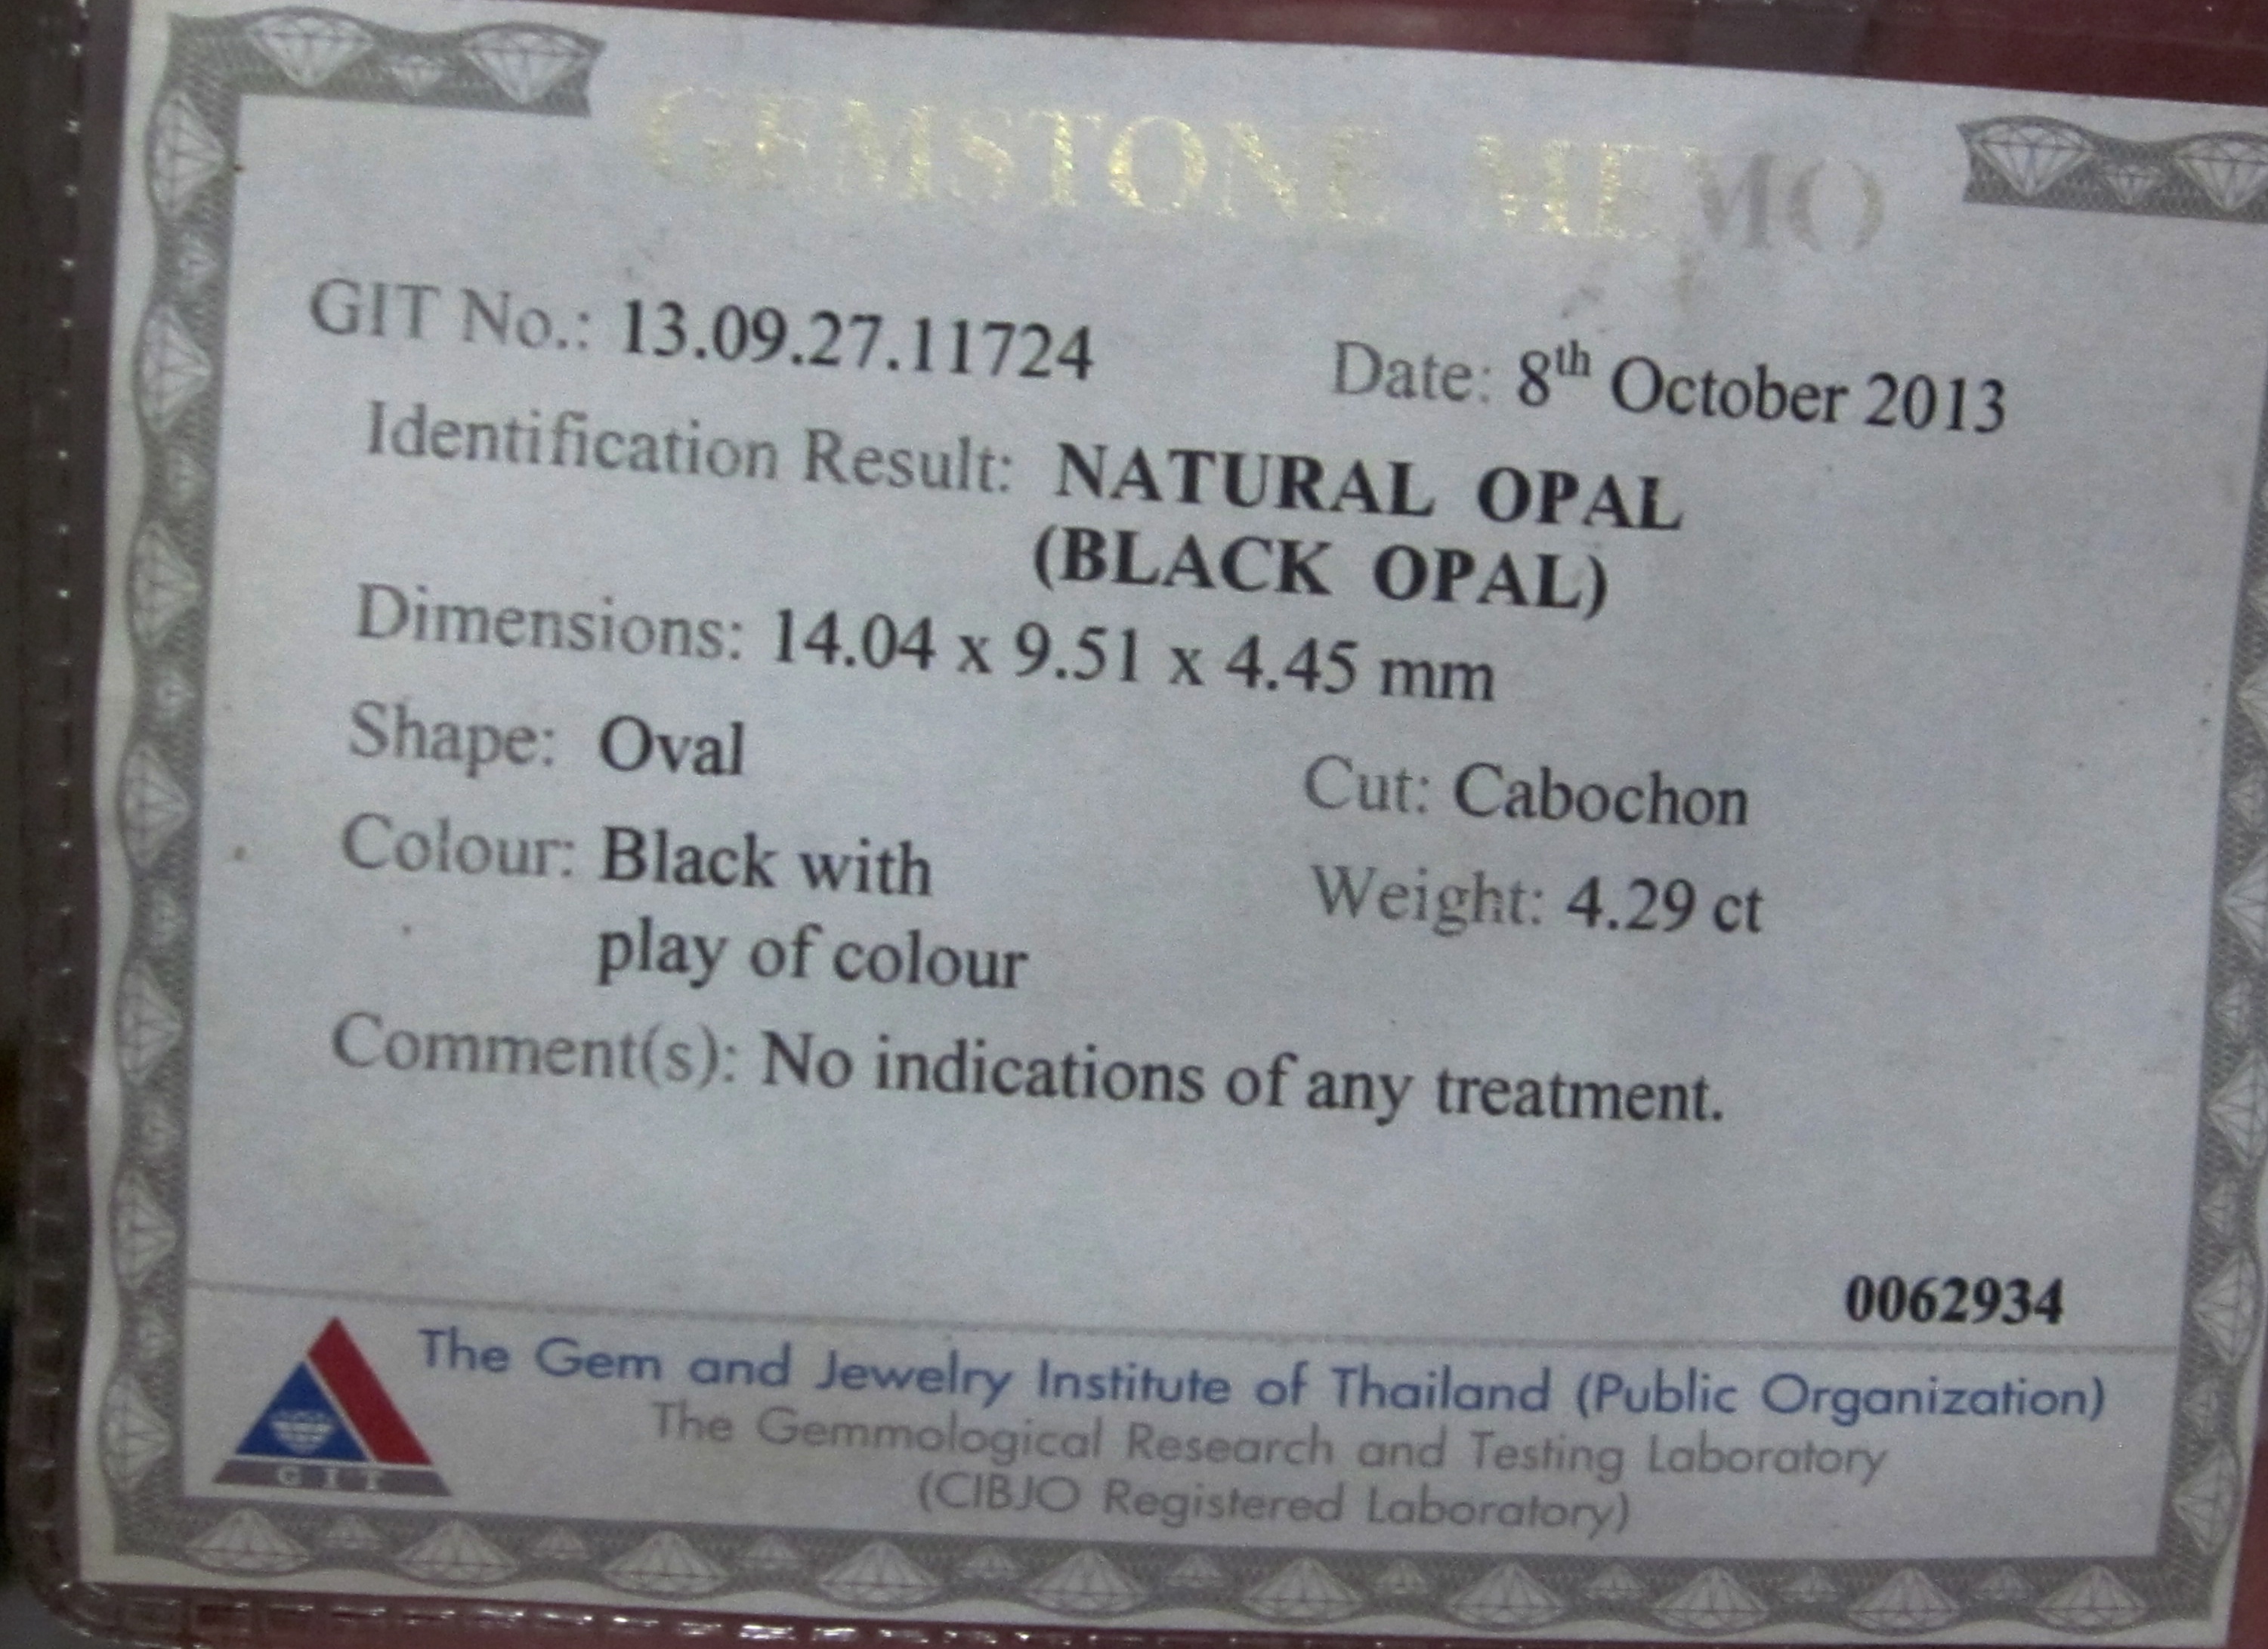 GEMSTONE MEMO
GIT No.: 13.09.27.11724 Date: 8th October 2013
Identification Result: NATURAL OPAL
(BLACK OPAL)
Dimensions: 14.04 x 9.51 x 4.45 mm
Shape: Oval Cut: Cabochon
Colour: Black with Weight: 4.29 ct
play of colour
Comment(s): No indications of any treatment.
0062934
The Gem and Jewelry Institute of Thailand (Public Organization)
The Gemmological Research and Testing Laboratory
(CIBJO Registered Laboratory)
GIT